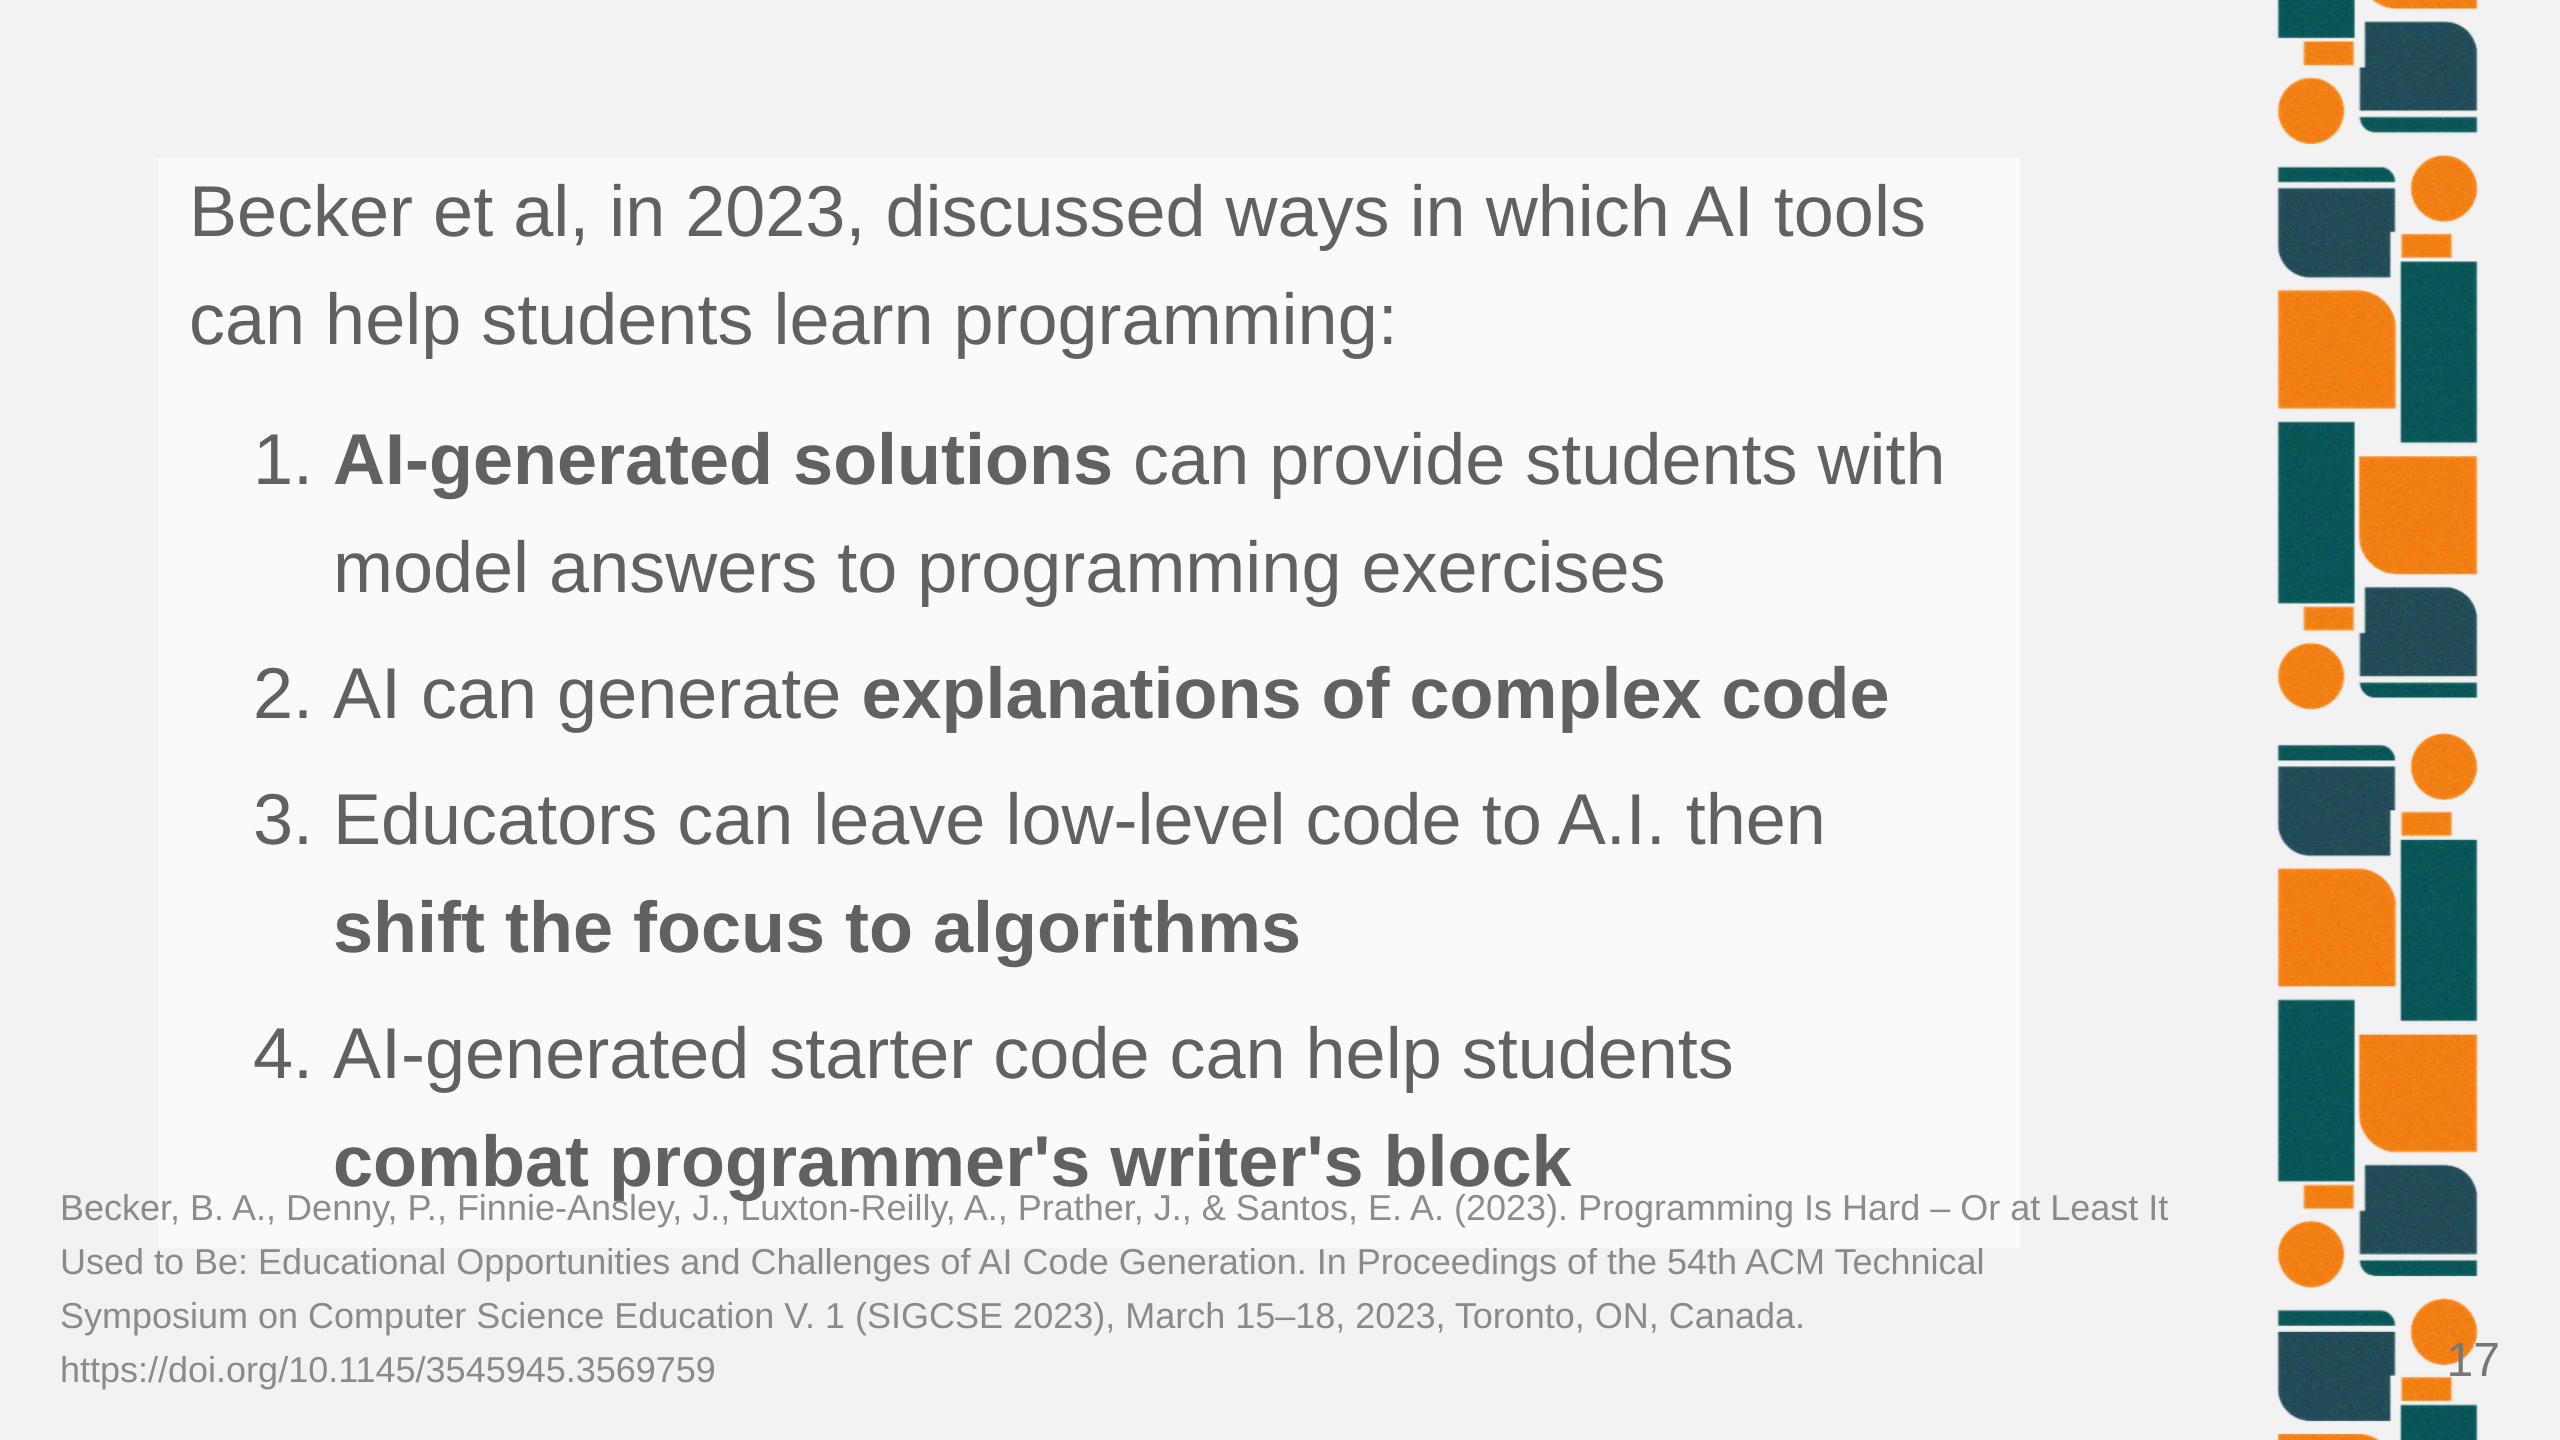 Becker et al, in 2023, discussed ways in which AI tools
can help students learn programming:
1. AI-generated solutions can provide students with
model answers to programming exercises
2. AI can generate explanations of complex code
3. Educators can leave low-level code to A.I. then
shift the focus to algorithms
4. AI-generated starter code can help students
combat programmer's writer's block
Becker, B. A., Denny, P., Finnie-Ansley, J., Luxton-Reilly, A., Prather, J., & Santos, E. A. (2023). Programming Is Hard – Or at Least It
Used to Be: Educational Opportunities and Challenges of AI Code Generation. In Proceedings of the 54th ACM Technical
Symposium on Computer Science Education V. 1 (SIGCSE 2023), March 15–18, 2023, Toronto, ON, Canada.
https://doi.org/10.1145/3545945.3569759
17